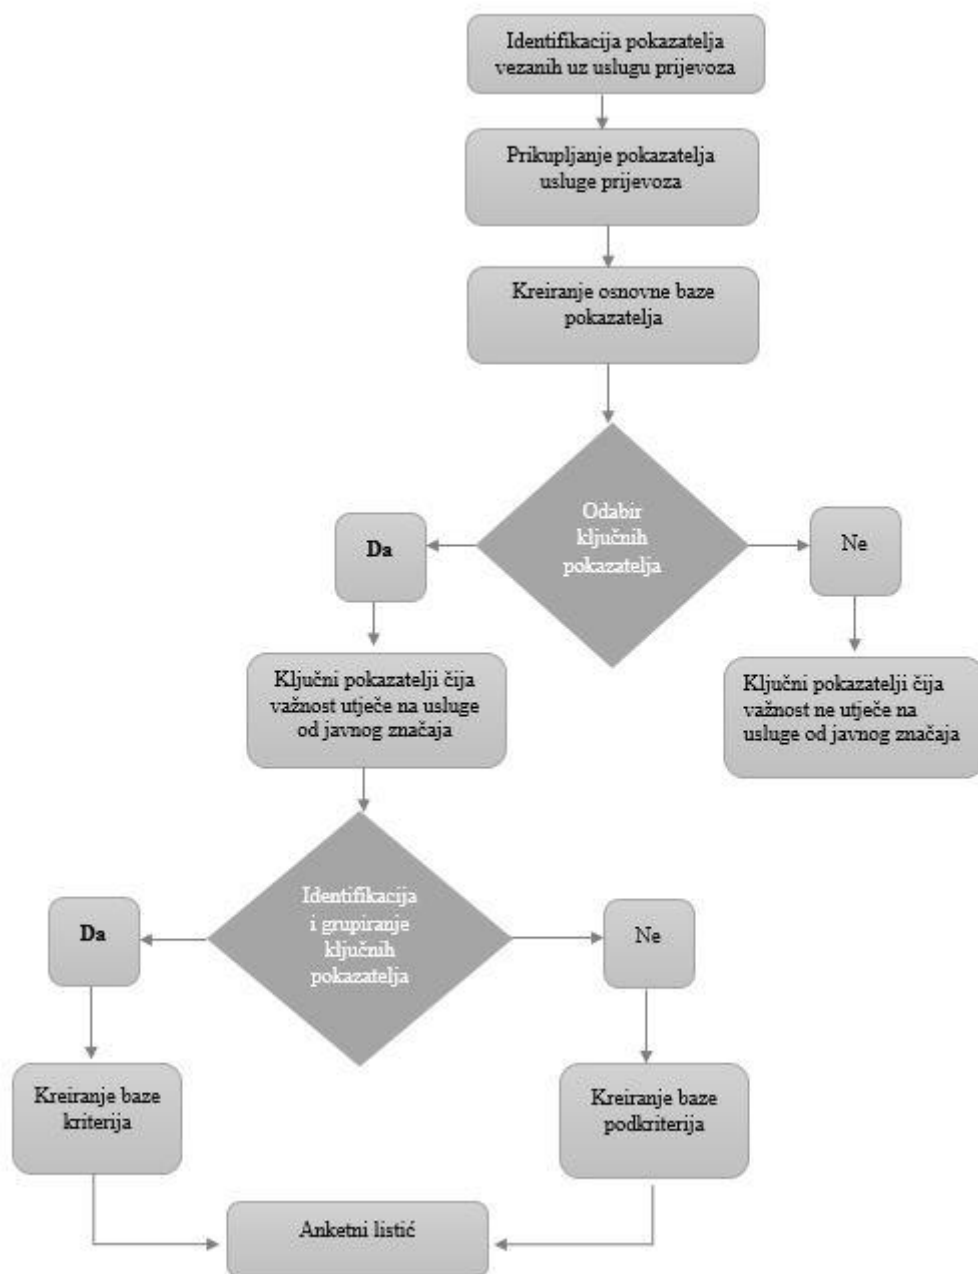 Identifikacija pokazatelja
vezanih uz uslugu prijevoza
Prikupljanje pokazatelja
usluge prijevoza
Kreiranje osnovne baze
pokazatelja
Odabir
ključnih
pokazatelja
Da
Ne
Ključni pokazatelji čija
važnost utječe na usluge
od javnog značaja
Ključni pokazatelji čija
važnost ne utječe na
usluge od javnog značaja
Identifikacija
i grupiranje
ključnih
pokazatelja
Da
Ne
Kreiranje baze
kriterija
Kreiranje baze
podkriterija
Anketni listić